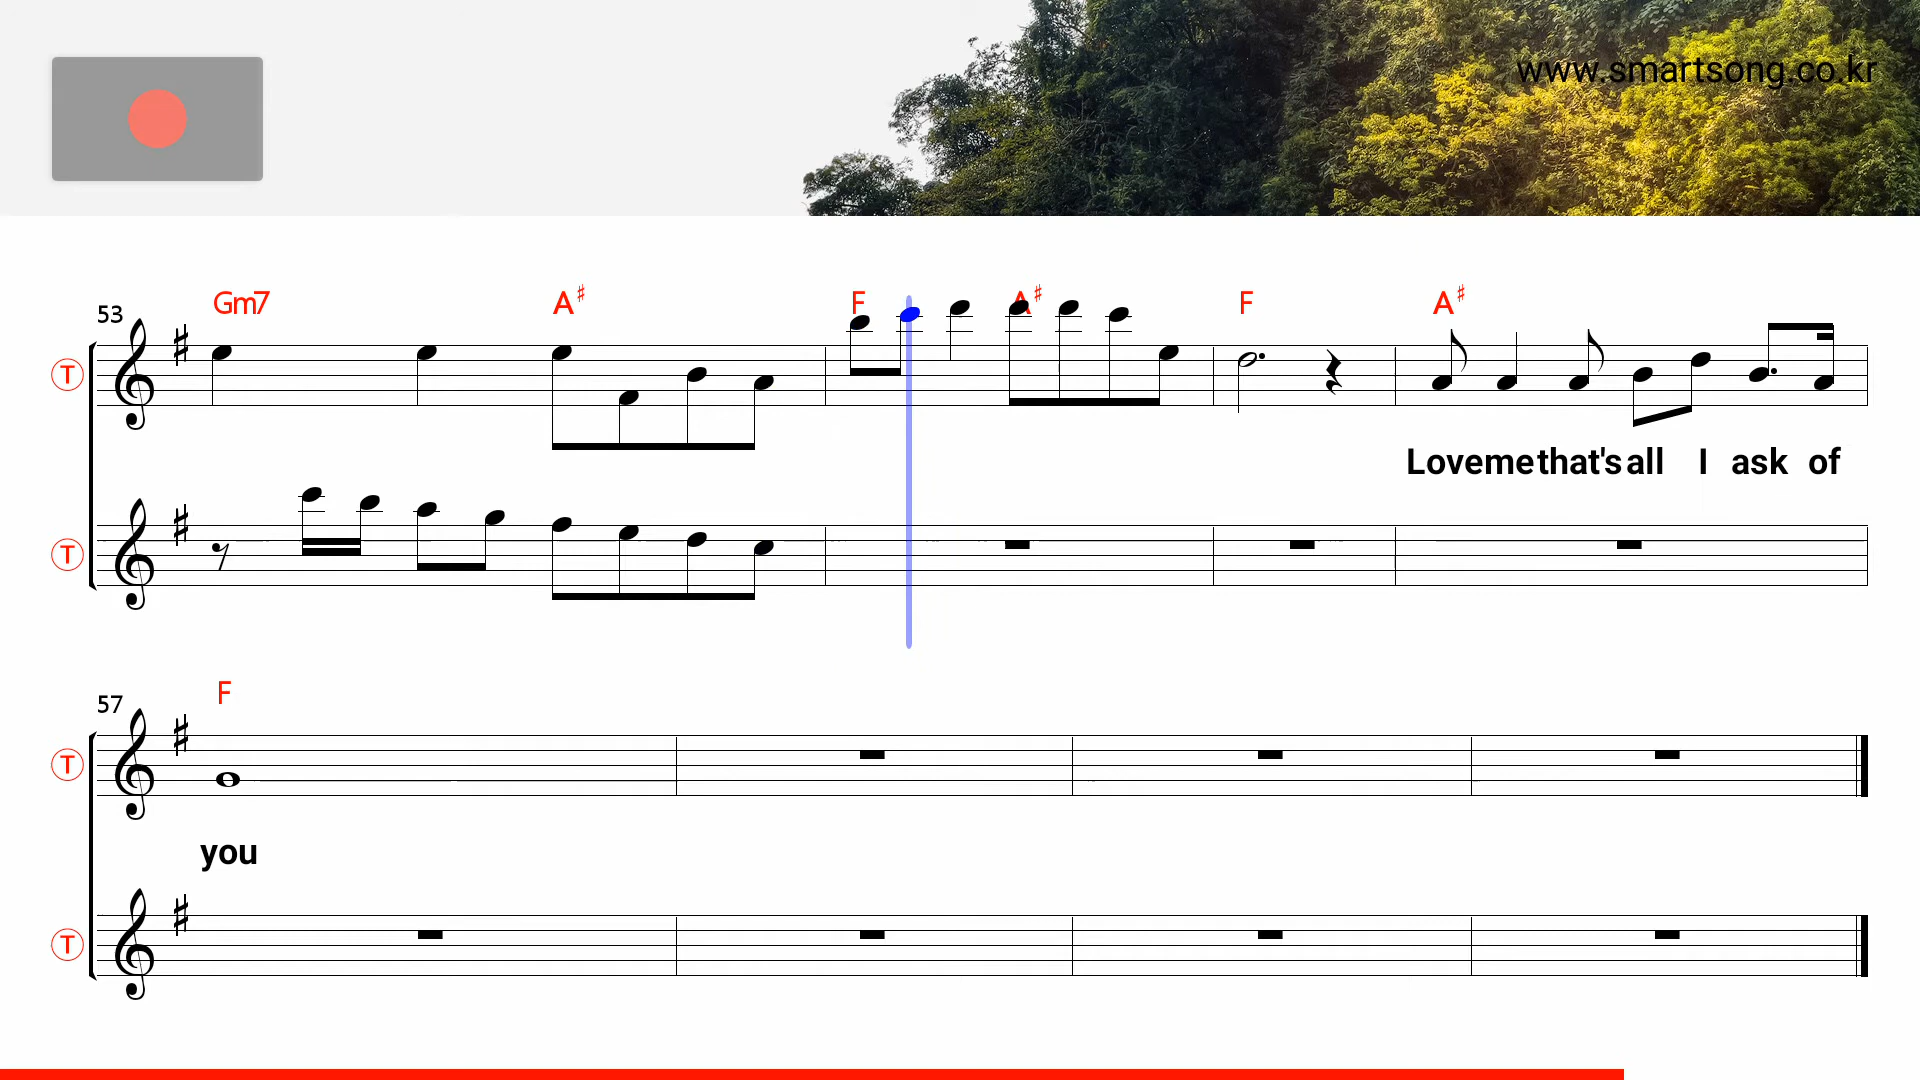 www.smartsong.co.kr
53 Gm7 A♯ F A♯ F A♯
T
Love me that's all I ask of
T
57 F
T
you
T